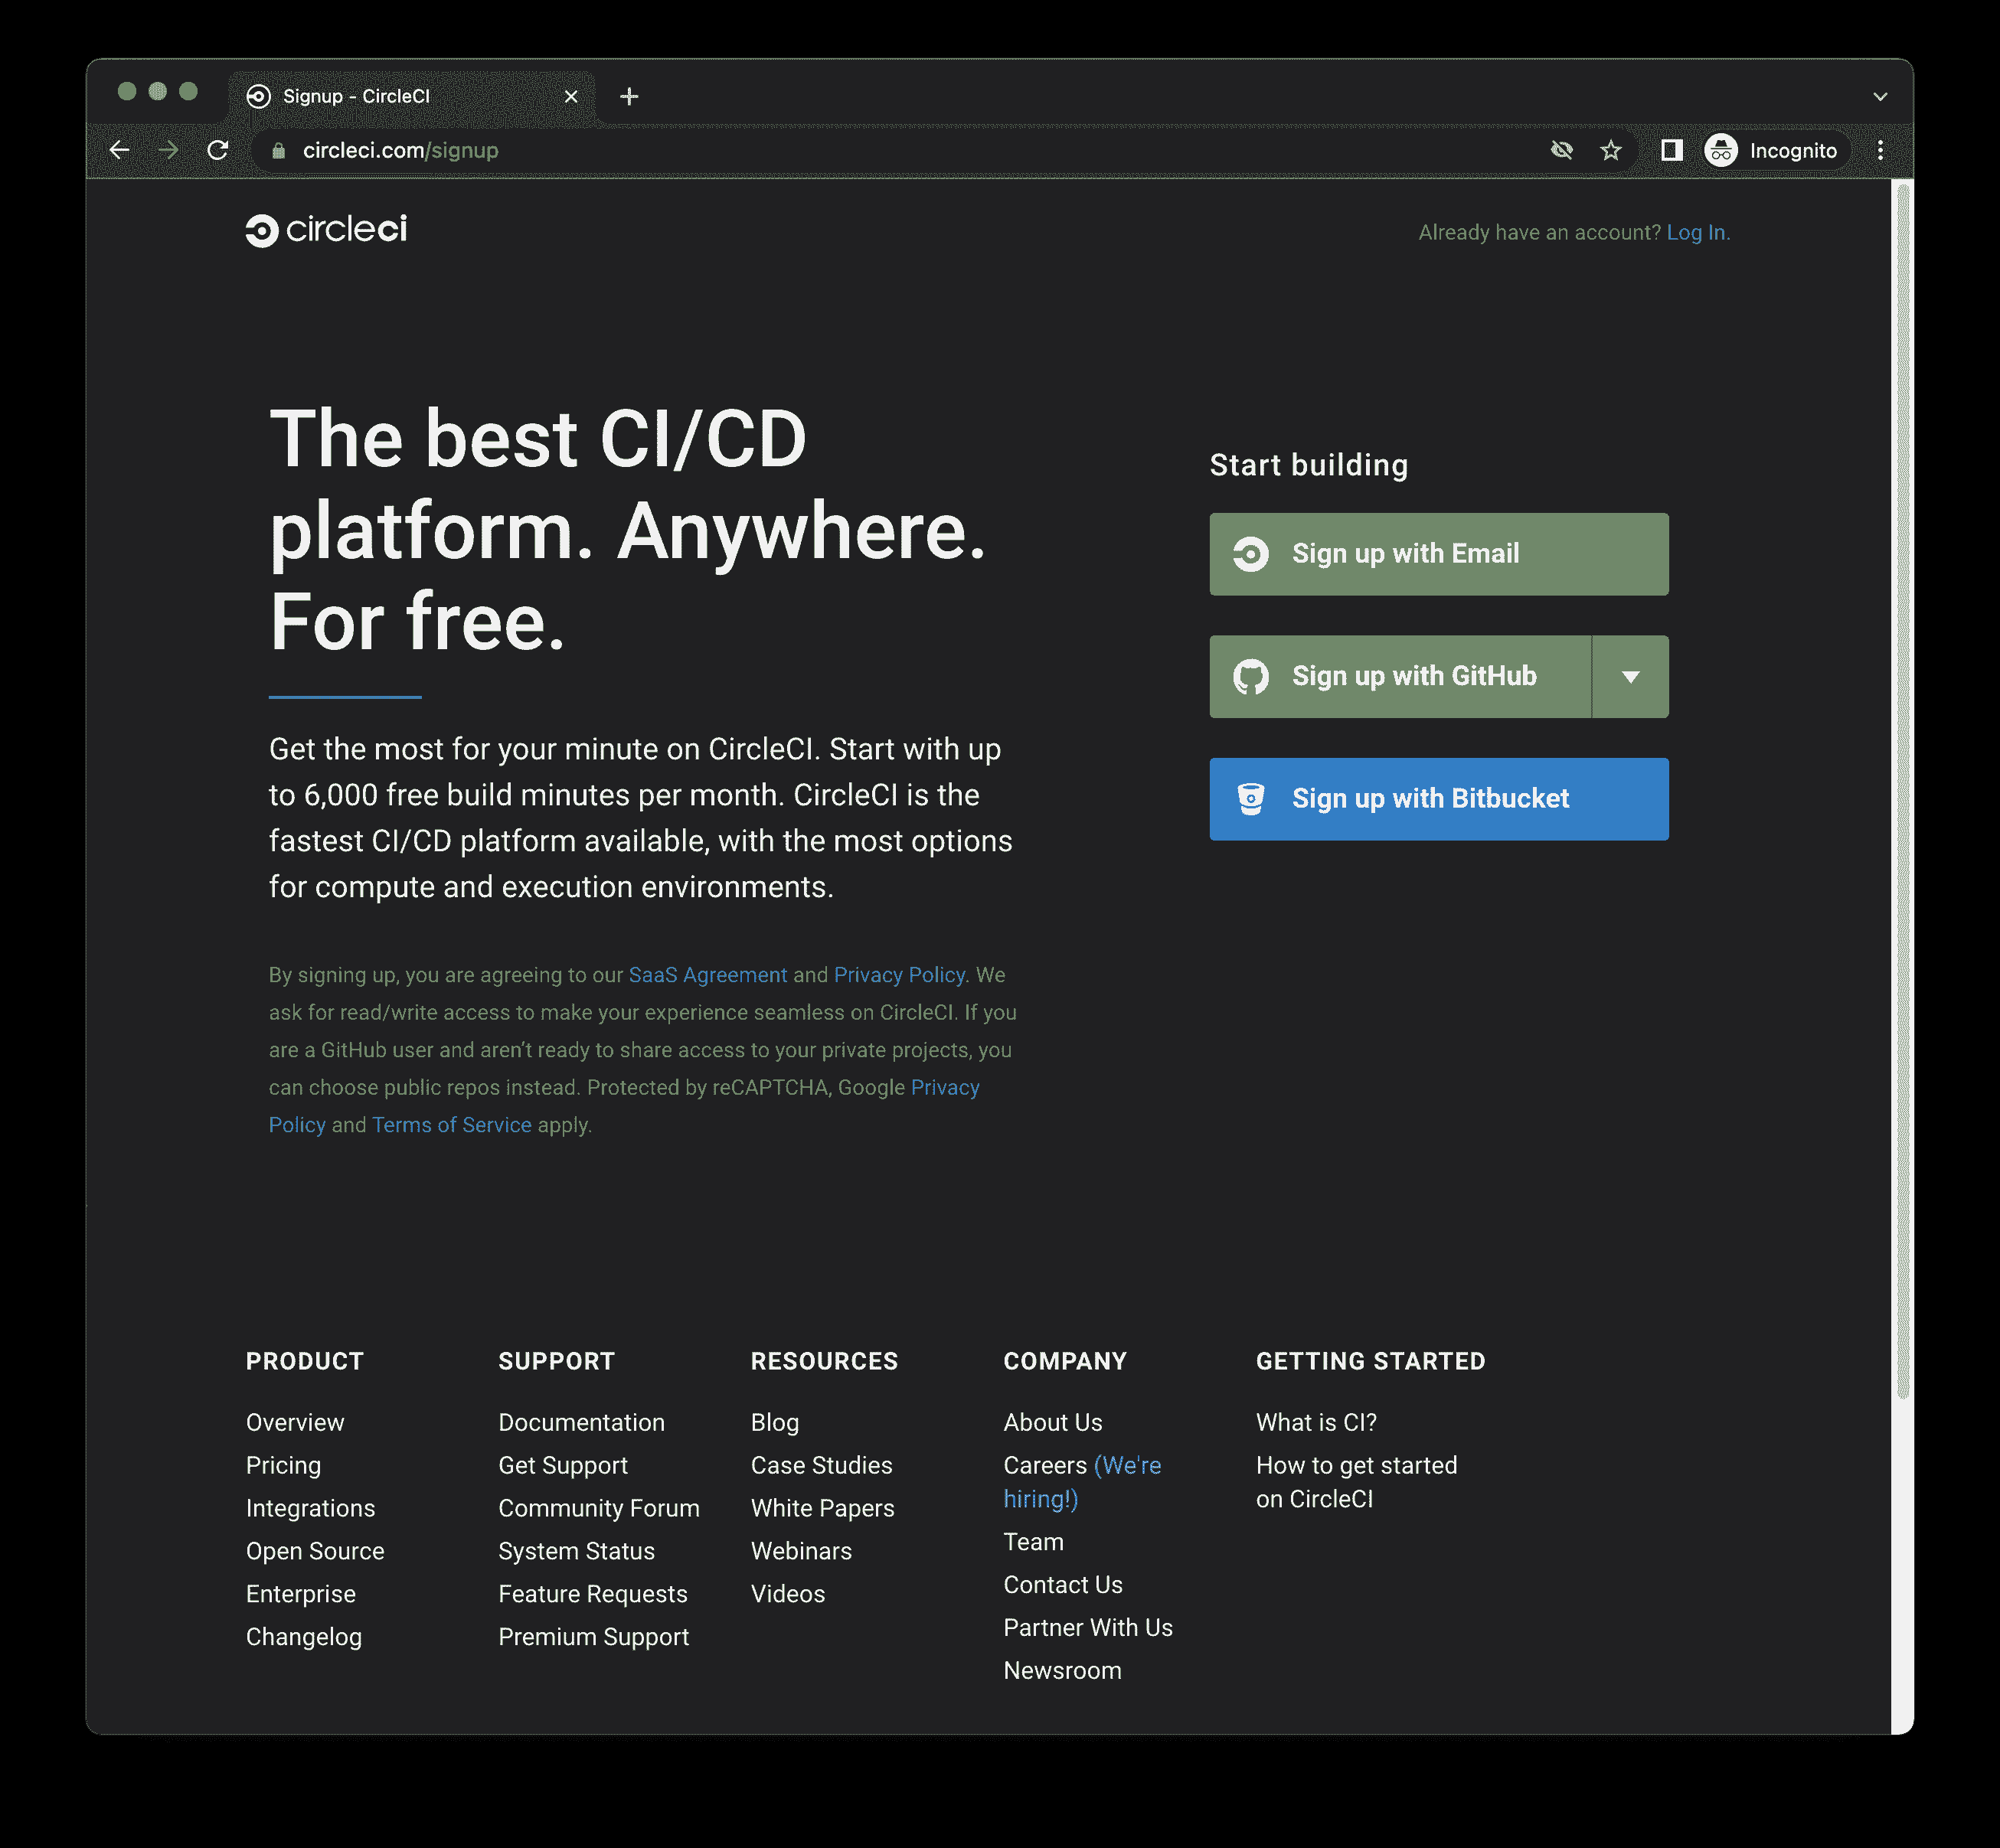 Signup - CircleCI
circleci.com/signup
Incognito
circleci
Already have an account? Log In.
The best CI/CD
platform. Anywhere.
For free.
Get the most for your minute on CircleCI. Start with up
to 6,000 free build minutes per month. CircleCI is the
fastest CI/CD platform available, with the most options
for compute and execution environments.
By signing up, you are agreeing to our SaaS Agreement and Privacy Policy. We
ask for read/write access to make your experience seamless on CircleCI. If you
are a GitHub user and aren’t ready to share access to your private projects, you
can choose public repos instead. Protected by reCAPTCHA, Google Privacy
Policy and Terms of Service apply.
Start building
Sign up with Email
Sign up with GitHub
Sign up with Bitbucket
PRODUCT
Overview
Pricing
Integrations
Open Source
Enterprise
Changelog
SUPPORT
Documentation
Get Support
Community Forum
System Status
Feature Requests
Premium Support
RESOURCES
Blog
Case Studies
White Papers
Webinars
Videos
COMPANY
About Us
Careers (We're
hiring!)
Team
Contact Us
Partner With Us
Newsroom
GETTING STARTED
What is CI?
How to get started
on CircleCI